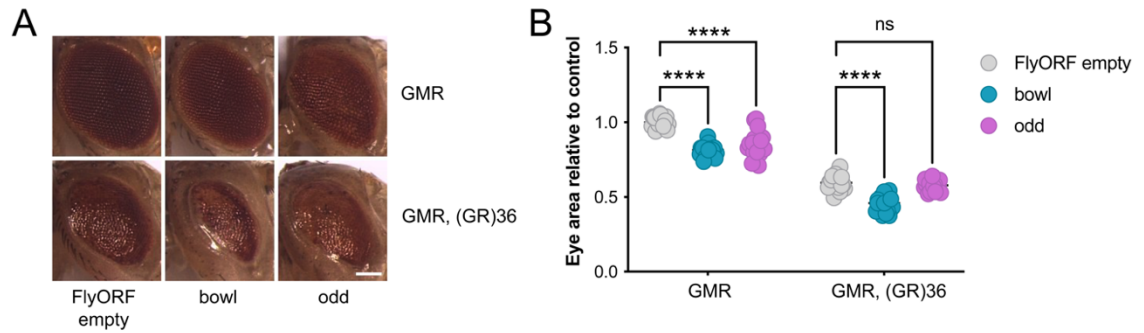 A
GMR
GMR, (GR)36
FlyORF
empty
bowl
odd
B
Eye area relative to control
1.5
1.0
0.5
0.0
****
****
ns
****
GMR
GMR, (GR)36
FlyORF empty
bowl
odd